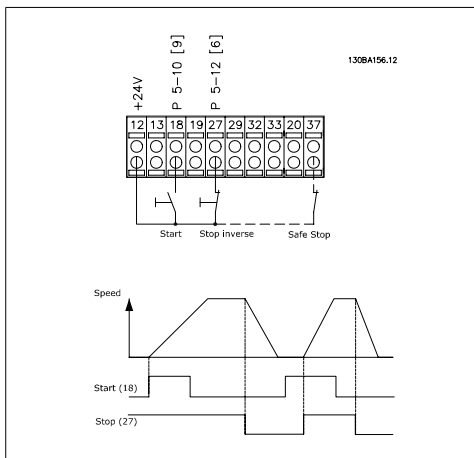 130BA156.12
+24V
P 5-10 [9]
P 5-12 [6]
12 13 18 19 27 29 32 33 20 37
Start Stop inverse Safe Stop
Speed
Start (18)
Stop (27)